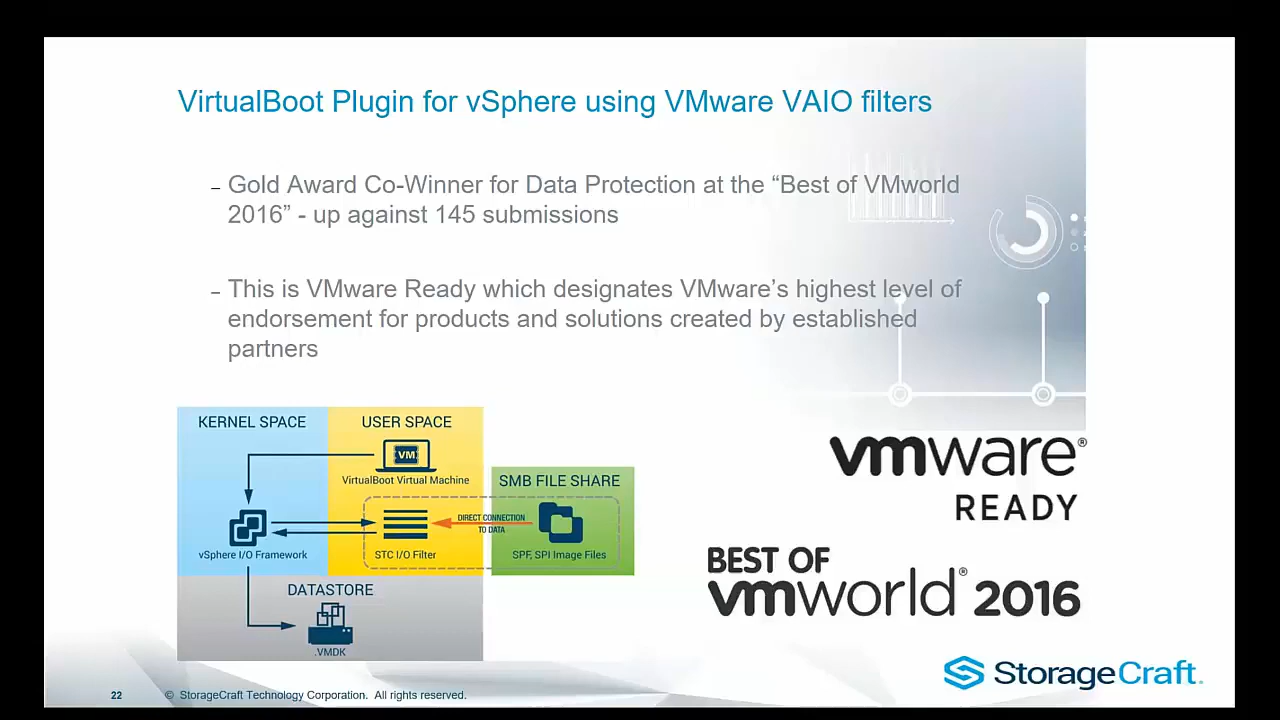 VirtualBoot Plugin for vSphere using VMware VAIO filters
– Gold Award Co-Winner for Data Protection at the “Best of VMworld
2016” - up against 145 submissions
– This is VMware Ready which designates VMware’s highest level of
endorsement for products and solutions created by established
partners
KERNEL SPACE
USER SPACE
VM
VirtualBoot Virtual Machine
SMB FILE SHARE
DIRECT CONNECTION
TO DATA
vSphere I/O Framework
STC I/O Filter
SPF, SPI Image Files
DATASTORE
.VMDK
vmware®
READY
BEST OF
vmworld® 2016
StorageCraft.
22
© StorageCraft Technology Corporation. All rights reserved.